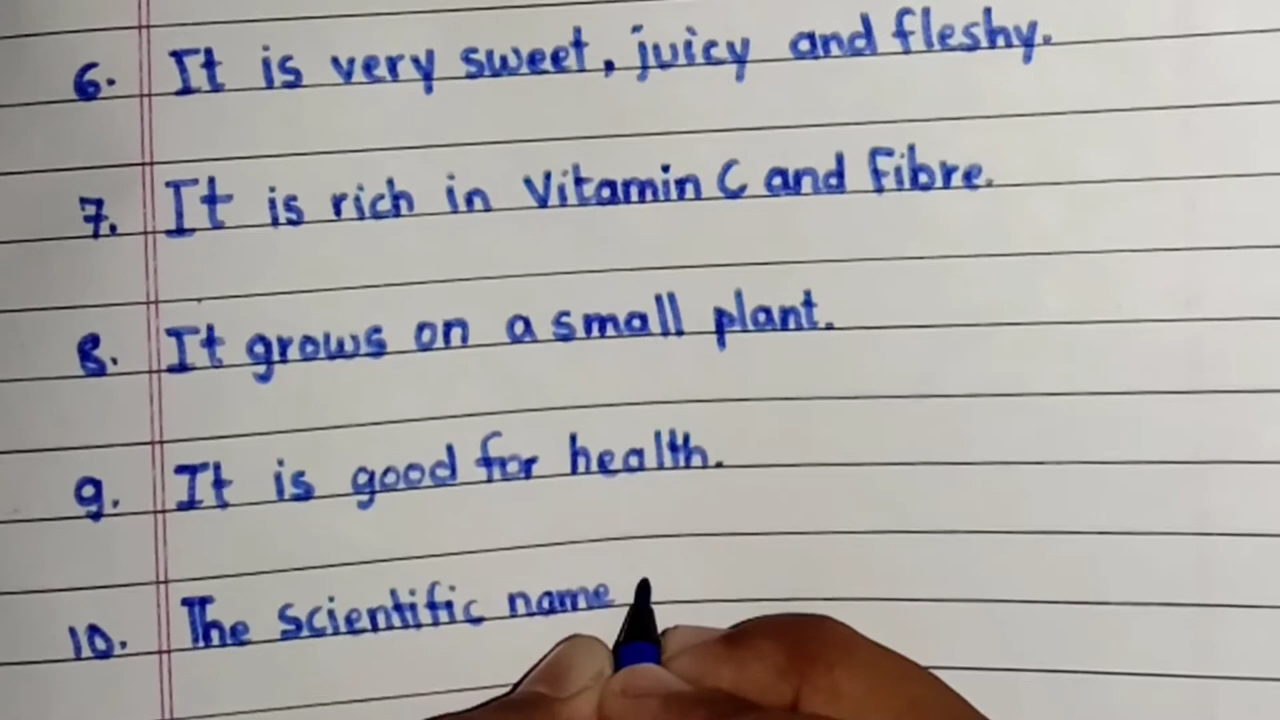 6. It is very sweet, juicy and fleshy.
7. It is rich in Vitamin C and Fibre.
8. It grows on a small plant.
9. It is good for health.
10. The Scientific name